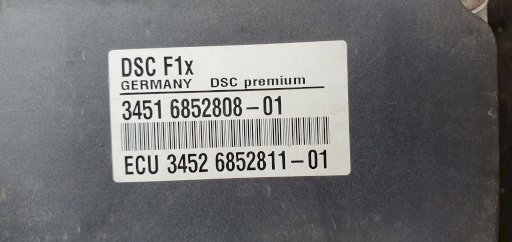 DSC F1x
GERMANY DSC premium
3451 6852808-01
ECU 3452 6852811-01